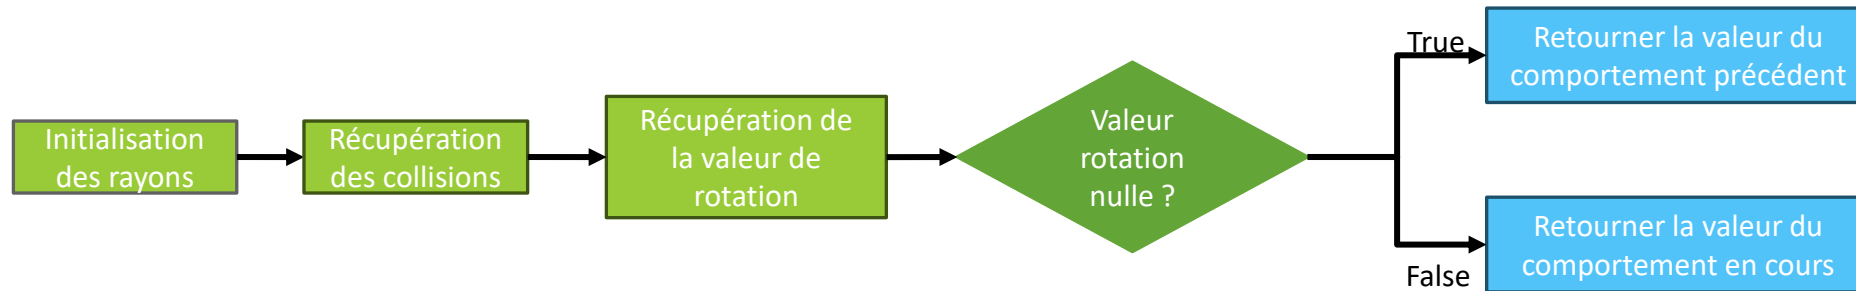 Initialisation
des rayons
Récupération
des collisions
Récupération de
la valeur de
rotation
Valeur
rotation
nulle ?
True
Retourner la valeur du
comportement précédent
False
Retourner la valeur du
comportement en cours